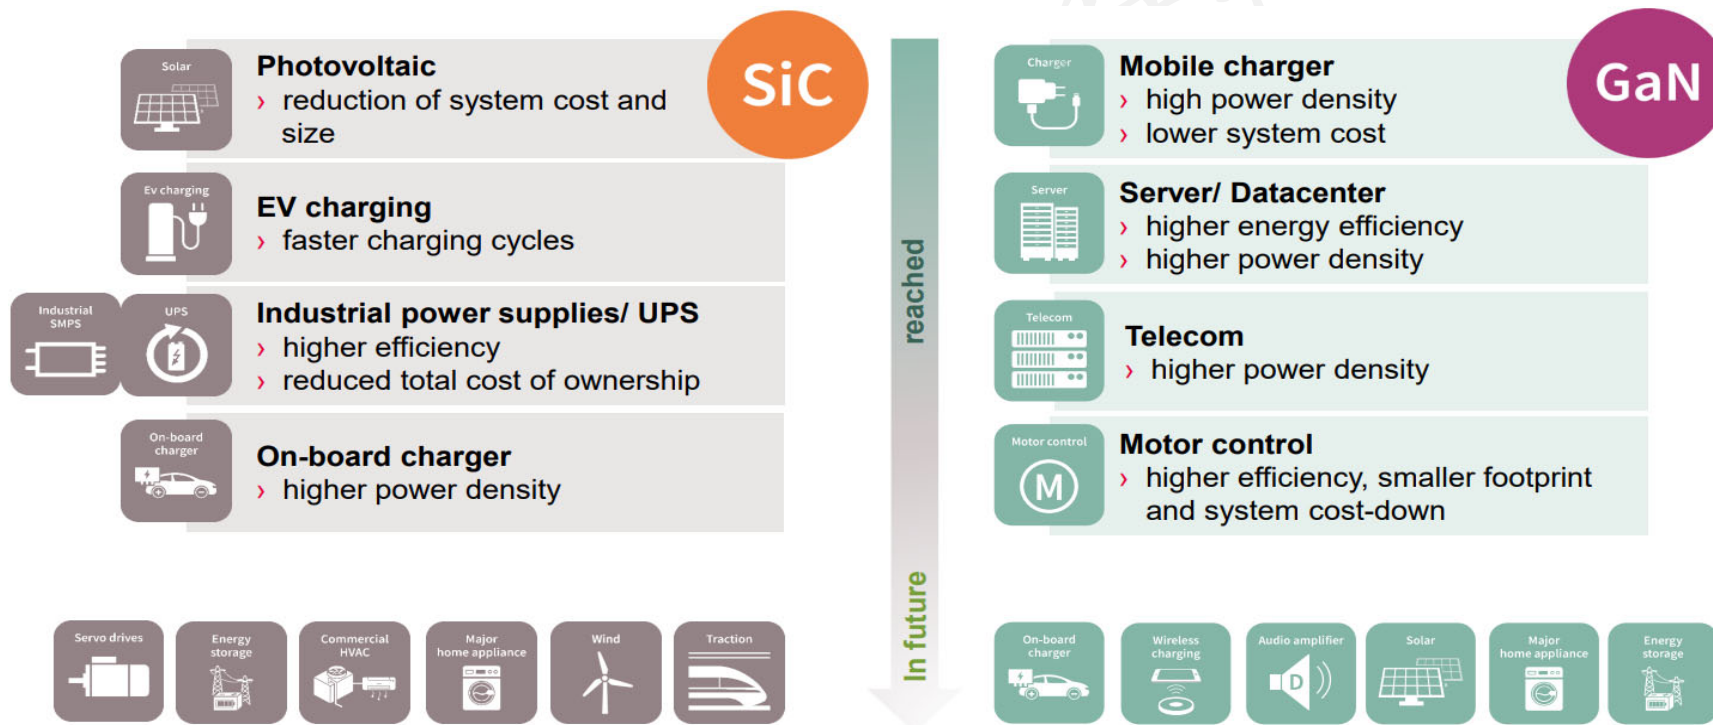 SiC
Solar
Photovoltaic
› reduction of system cost and
size
Ev charging
EV charging
› faster charging cycles
Industrial
SMPS
UPS
Industrial power supplies/ UPS
› higher efficiency
› reduced total cost of ownership
On-board
charger
On-board charger
› higher power density
Servo drives
Energy
storage
Commercial
HVAC
Major
home appliance
Wind
Traction
reached
In future
GaN
Charger
Mobile charger
› high power density
› lower system cost
Server
Server/ Datacenter
› higher energy efficiency
› higher power density
Telecom
Telecom
› higher power density
Motor control
M
Motor control
› higher efficiency, smaller footprint
and system cost-down
On-board
charger
Wireless
charging
Audio amplifier
D
Solar
Major
home appliance
Energy
storage